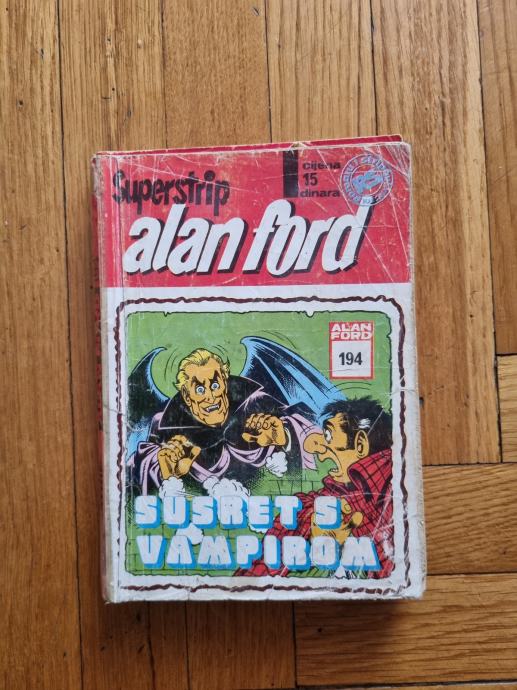 Superstrip
cijena
15
dinara
alan ford
ALAN
FORD
194
SUSRET S
VAMPIROM